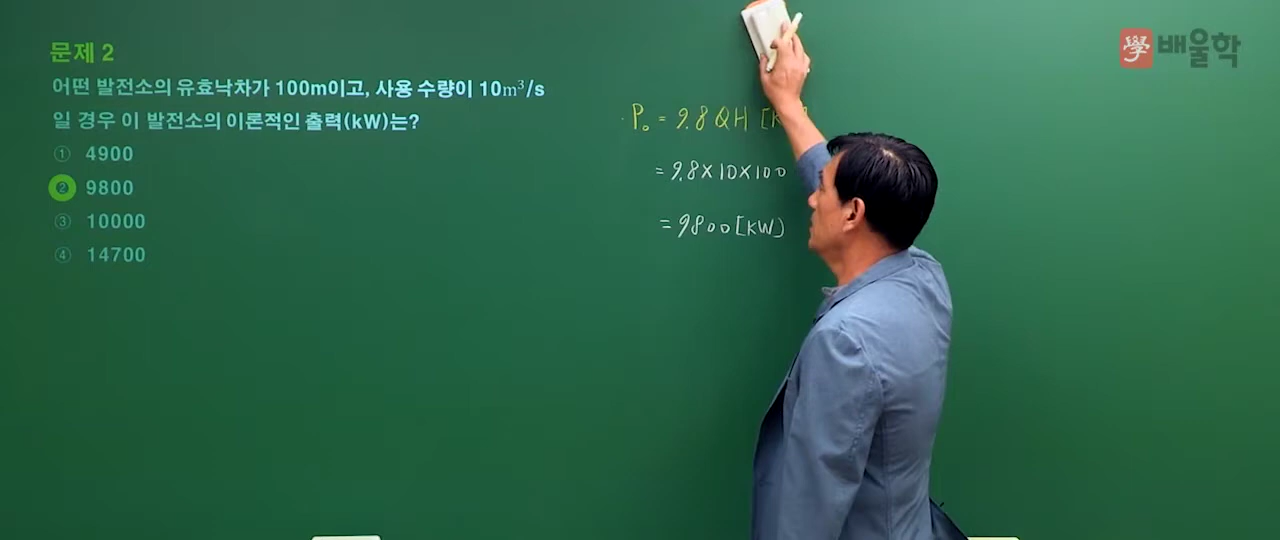 문제 2
어떤 발전소의 유효낙차가 100m이고, 사용 수량이 10m³/s
일 경우 이 발전소의 이론적인 출력(kW)는?
① 4900
② 9800
③ 10000
④ 14700
P₀ = 9.8QH [K
= 9.8×10×100
= 9800[KW]
學 배울학